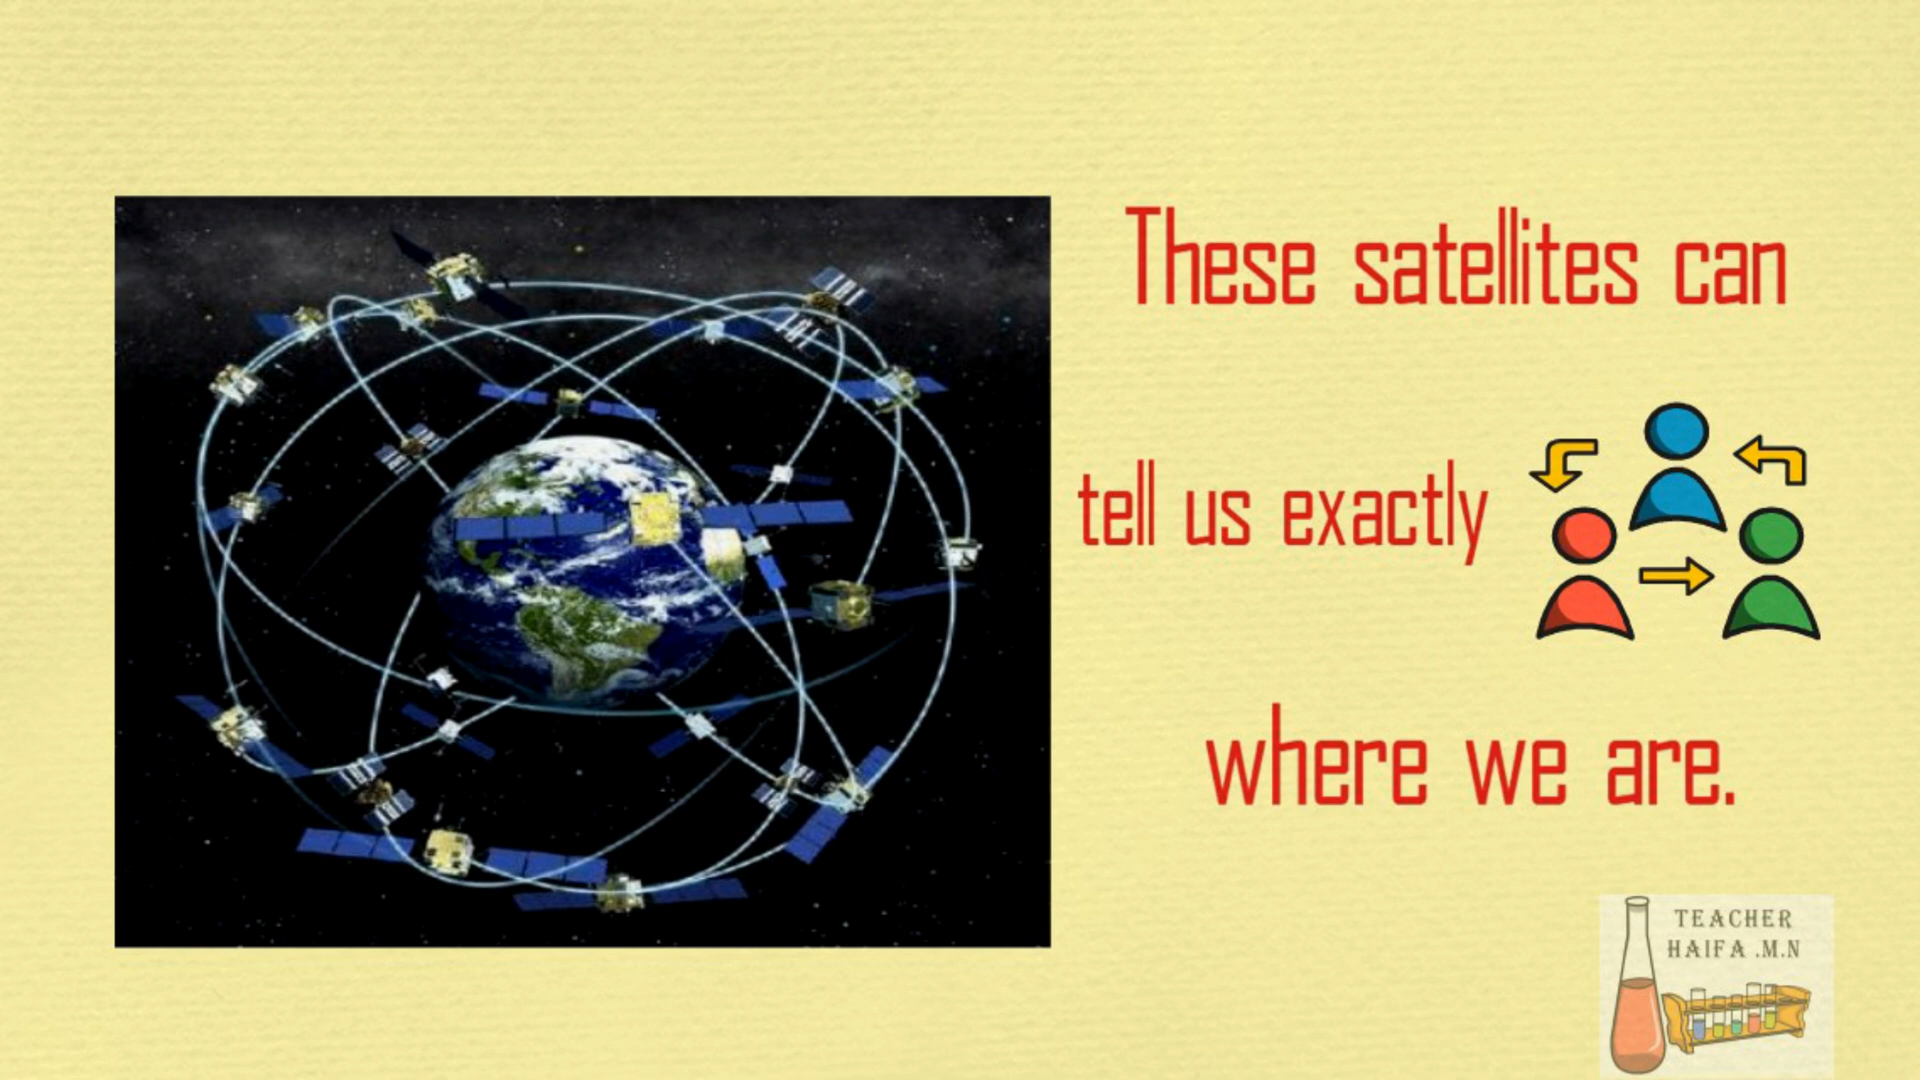 These satellites can
tell us exactly
where we are.
TEACHER
HAIFA .M.N